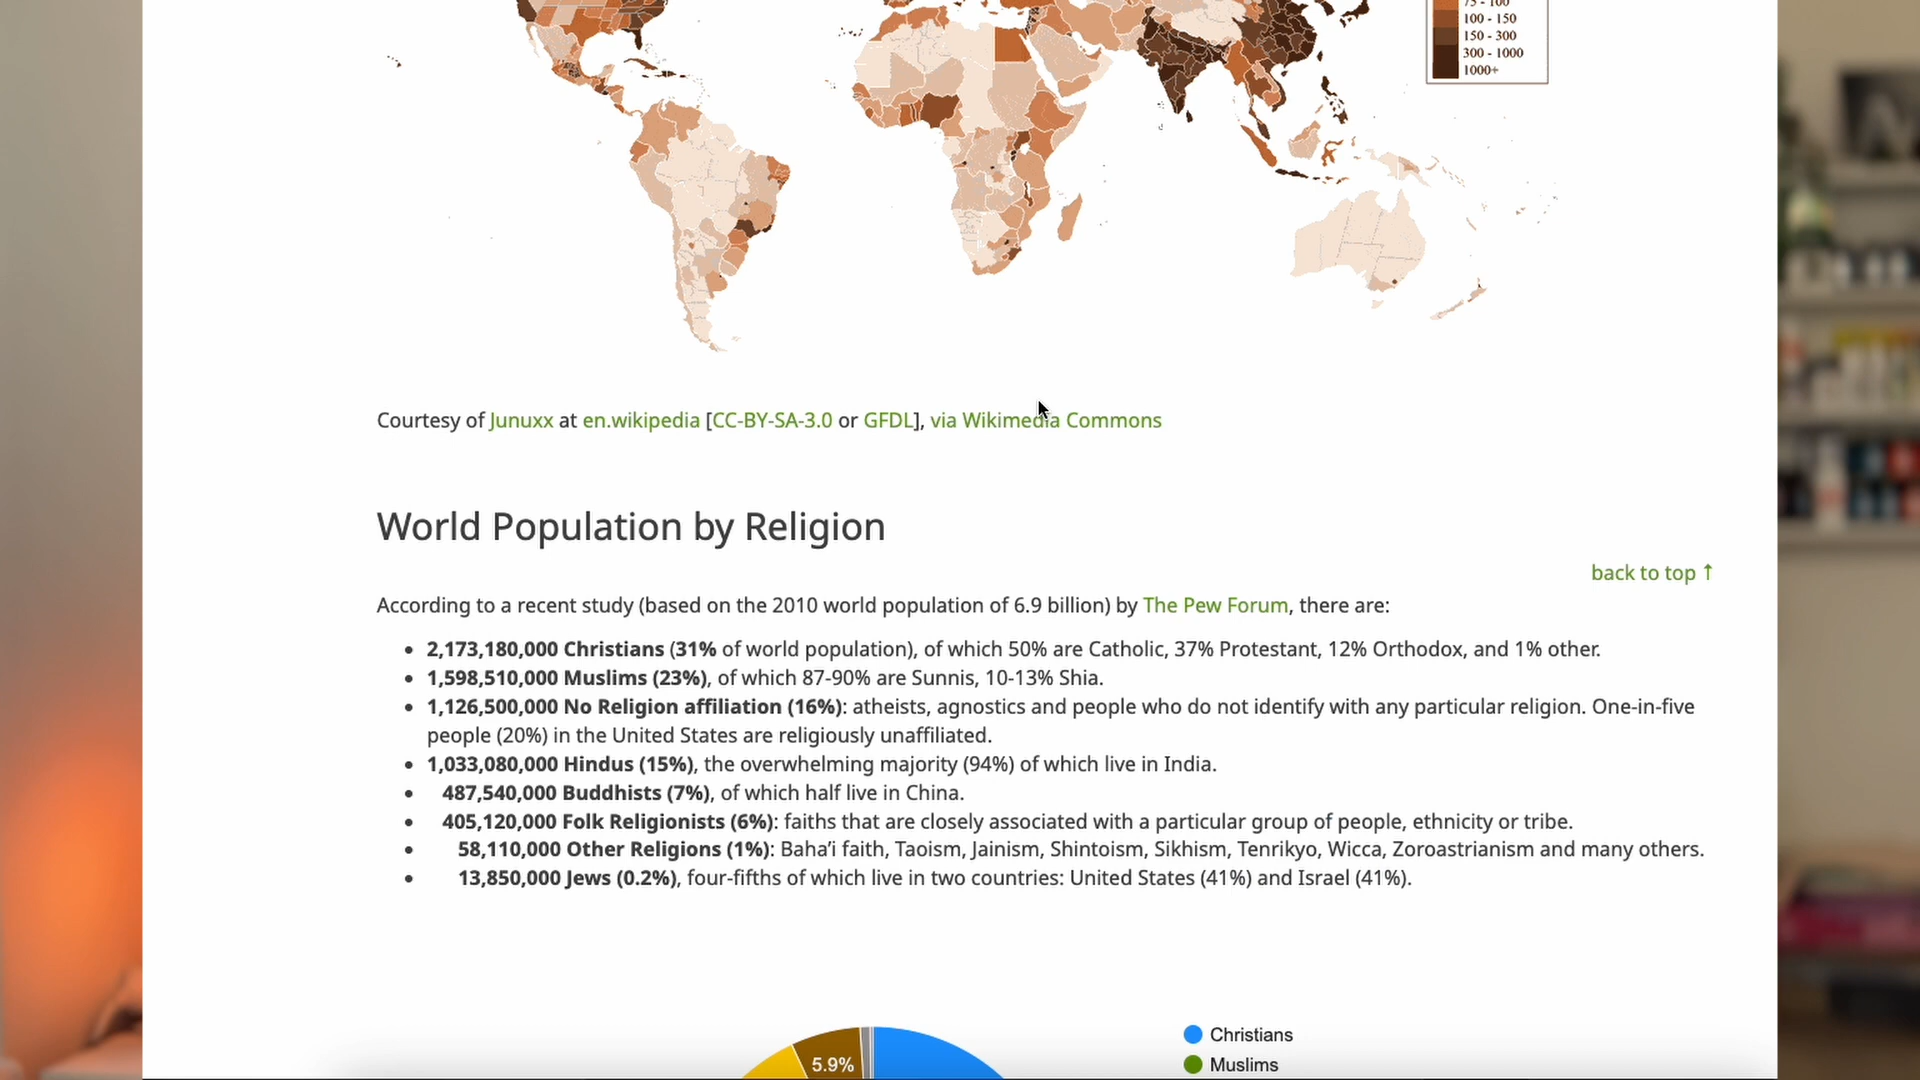 75 - 100
100 - 150
150 - 300
300 - 1000
1000+
Courtesy of Junuxx at en.wikipedia [CC-BY-SA-3.0 or GFDL], via Wikimedia Commons
World Population by Religion
back to top ↑
According to a recent study (based on the 2010 world population of 6.9 billion) by The Pew Forum, there are:
• 2,173,180,000 Christians (31% of world population), of which 50% are Catholic, 37% Protestant, 12% Orthodox, and 1% other.
• 1,598,510,000 Muslims (23%), of which 87-90% are Sunnis, 10-13% Shia.
• 1,126,500,000 No Religion affiliation (16%): atheists, agnostics and people who do not identify with any particular religion. One-in-five
people (20%) in the United States are religiously unaffiliated.
• 1,033,080,000 Hindus (15%), the overwhelming majority (94%) of which live in India.
• 487,540,000 Buddhists (7%), of which half live in China.
• 405,120,000 Folk Religionists (6%): faiths that are closely associated with a particular group of people, ethnicity or tribe.
• 58,110,000 Other Religions (1%): Baha’i faith, Taoism, Jainism, Shintoism, Sikhism, Tenrikyo, Wicca, Zoroastrianism and many others.
• 13,850,000 Jews (0.2%), four-fifths of which live in two countries: United States (41%) and Israel (41%).
Christians
5.9%
Muslims